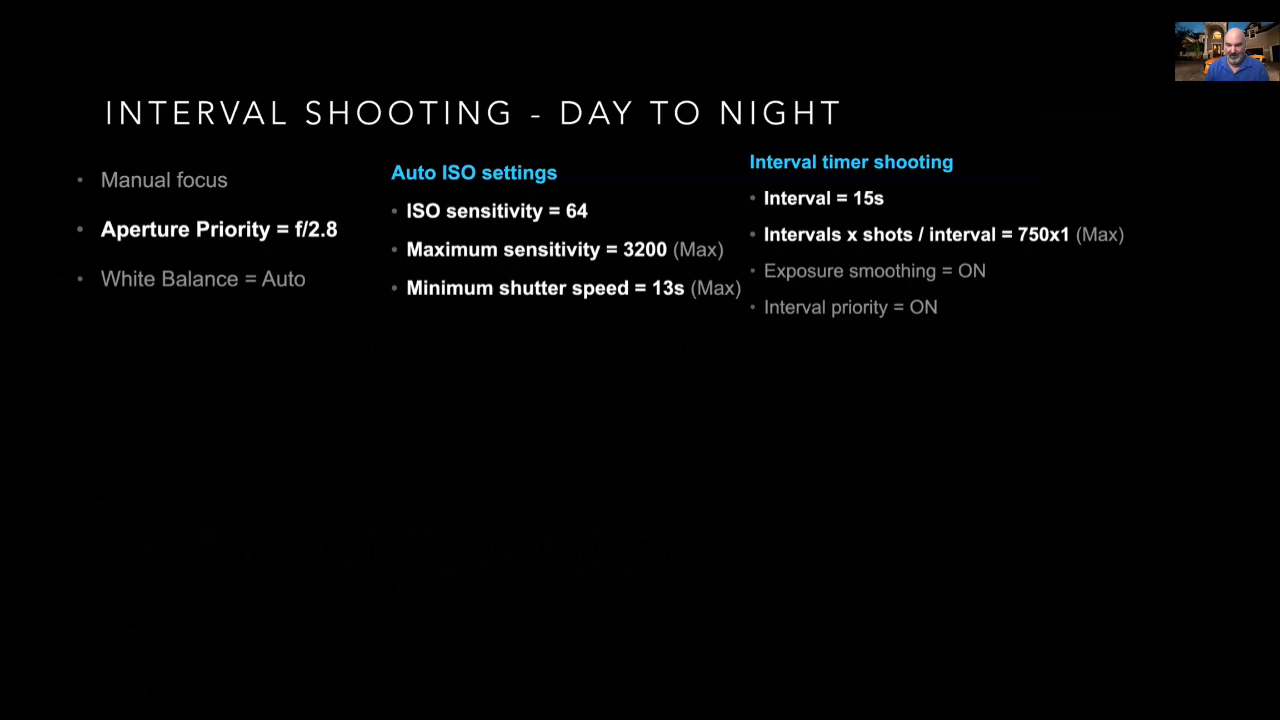 INTERVAL SHOOTING - DAY TO NIGHT
• Manual focus
• Aperture Priority = f/2.8
• White Balance = Auto
Auto ISO settings
• ISO sensitivity = 64
• Maximum sensitivity = 3200 (Max)
• Minimum shutter speed = 13s (Max)
Interval timer shooting
• Interval = 15s
• Intervals x shots / interval = 750x1 (Max)
• Exposure smoothing = ON
• Interval priority = ON